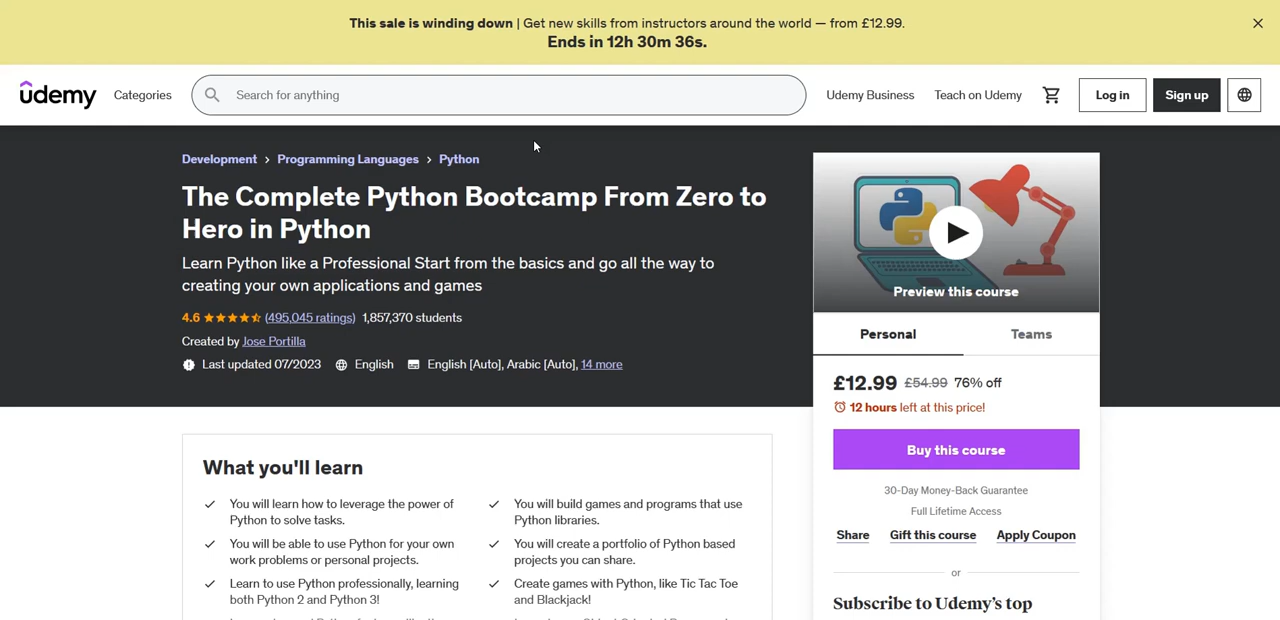 This sale is winding down | Get new skills from instructors around the world — from £12.99.
Ends in 12h 30m 36s.
udemy
Categories
Search for anything
Udemy Business
Teach on Udemy
Log in
Sign up
Development > Programming Languages > Python
The Complete Python Bootcamp From Zero to
Hero in Python
Learn Python like a Professional Start from the basics and go all the way to
creating your own applications and games
4.6 (495,045 ratings) 1,857,370 students
Created by Jose Portilla
Last updated 07/2023 English English [Auto], Arabic [Auto], 14 more
Preview this course
Personal
Teams
£12.99 £54.99 76% off
12 hours left at this price!
Buy this course
30-Day Money-Back Guarantee
Full Lifetime Access
Share
Gift this course
Apply Coupon
or
Subscribe to Udemy’s top
What you'll learn
You will learn how to leverage the power of
Python to solve tasks.
You will be able to use Python for your own
work problems or personal projects.
Learn to use Python professionally, learning
both Python 2 and Python 3!
You will build games and programs that use
Python libraries.
You will create a portfolio of Python based
projects you can share.
Create games with Python, like Tic Tac Toe
and Blackjack!